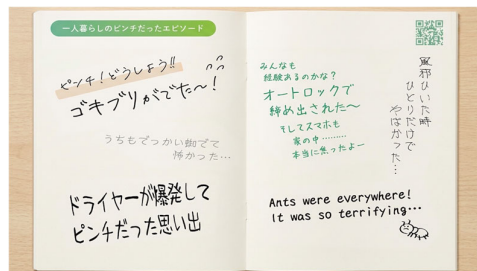 一人暮らしのピンチだったエピソード
ピンチ!どうしよう!!
ゴキブリがでた〜!
うちもでっかい蜘でて
怖かった…
ドライヤーが爆発して
ピンチだった思い出
みんなも
経験あるのかな?
オートロックで
締め出された〜
そしてスマホも
家の中………
本当に焦ったよー
風邪ひいた時
ひとりだけで
やばかった…
Ants were everywhere!
It was so terrifying…